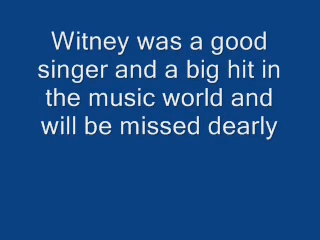 Witney was a good
singer and a big hit in
the music world and
will be missed dearly